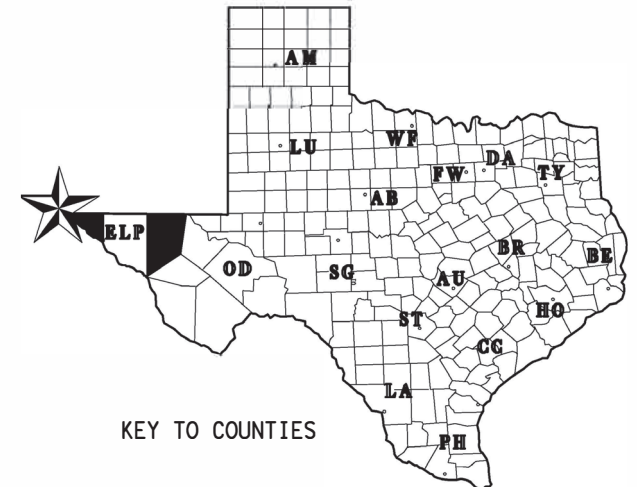 AM
WF
LU
DA
FW
TY
AB
ELP
BR
BE
OD
SG
AU
HO
ST
CC
LA
PH
KEY TO COUNTIES